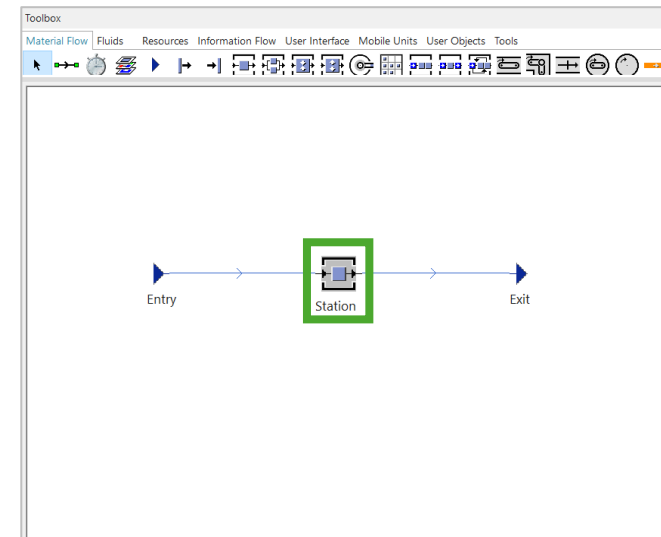 Toolbox
Material Flow Fluids Resources Information Flow User Interface Mobile Units User Objects Tools
Entry Station Exit